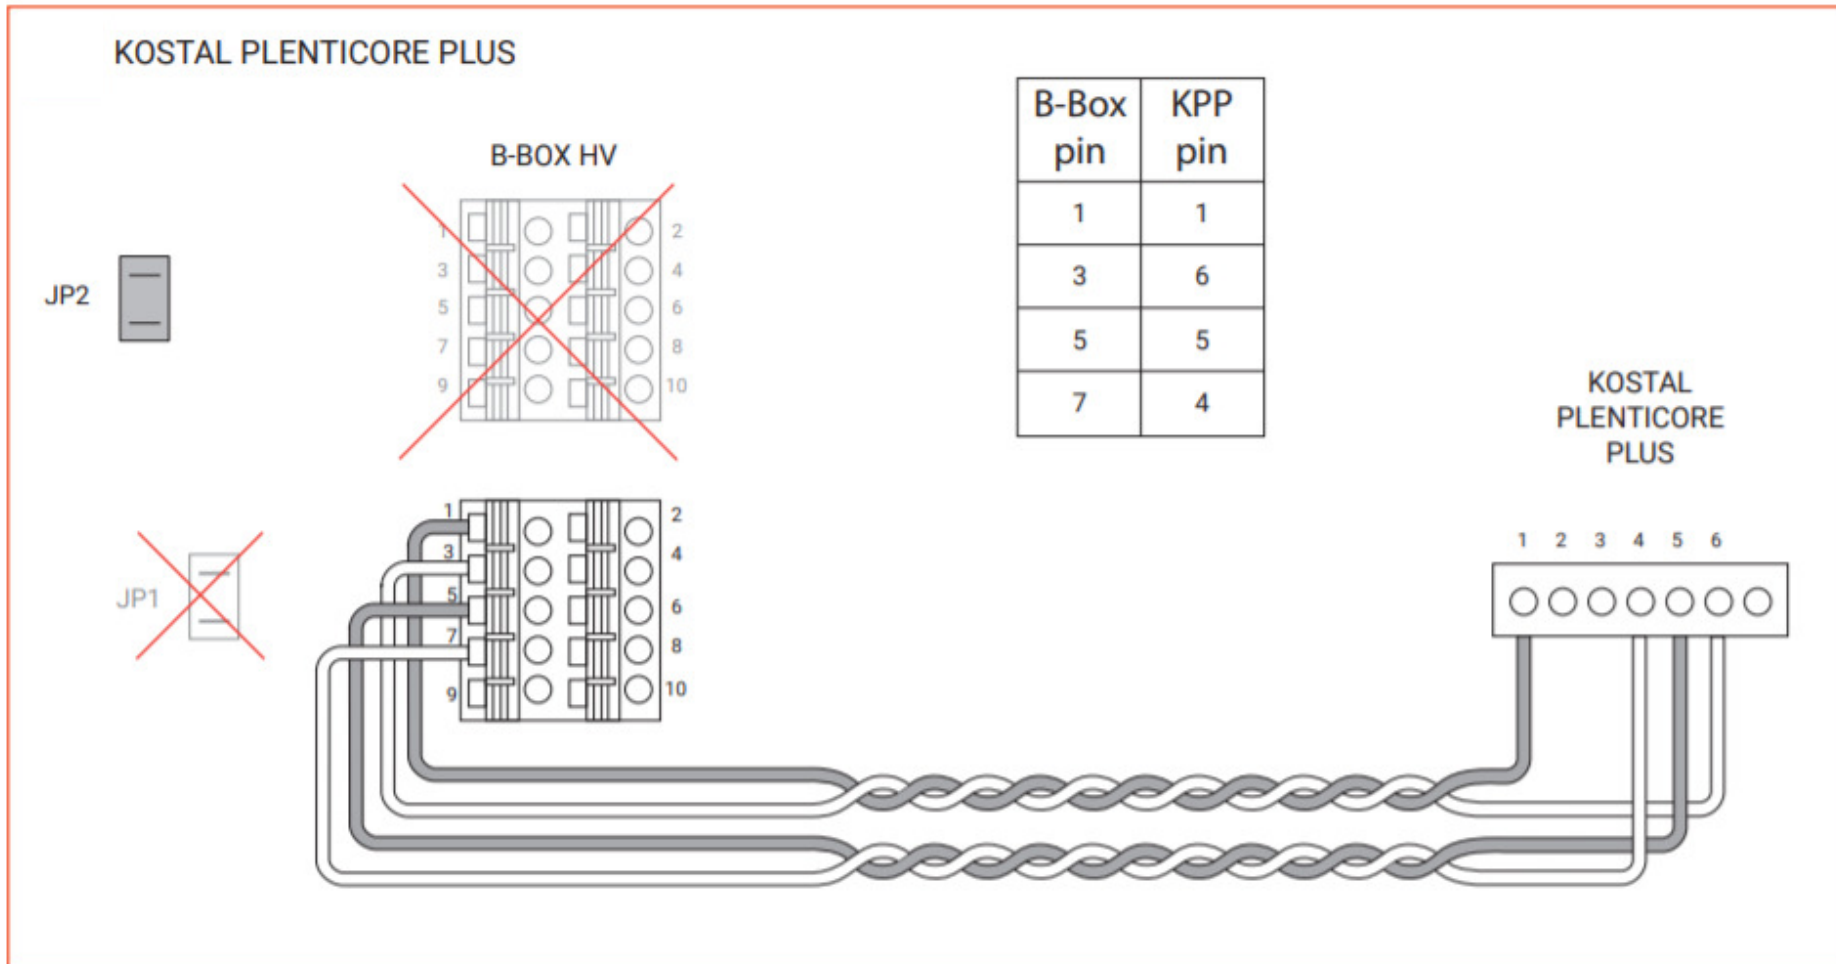 KOSTAL PLENTICORE PLUS
B-BOX HV
JP2
1 2
3 4
5 6
7 8
9 10
B-Box pin KPP pin
1 1
3 6
5 5
7 4
KOSTAL
PLENTICORE
PLUS
JP1
1 2
3 4
5 6
7 8
9 10
1 2 3 4 5 6